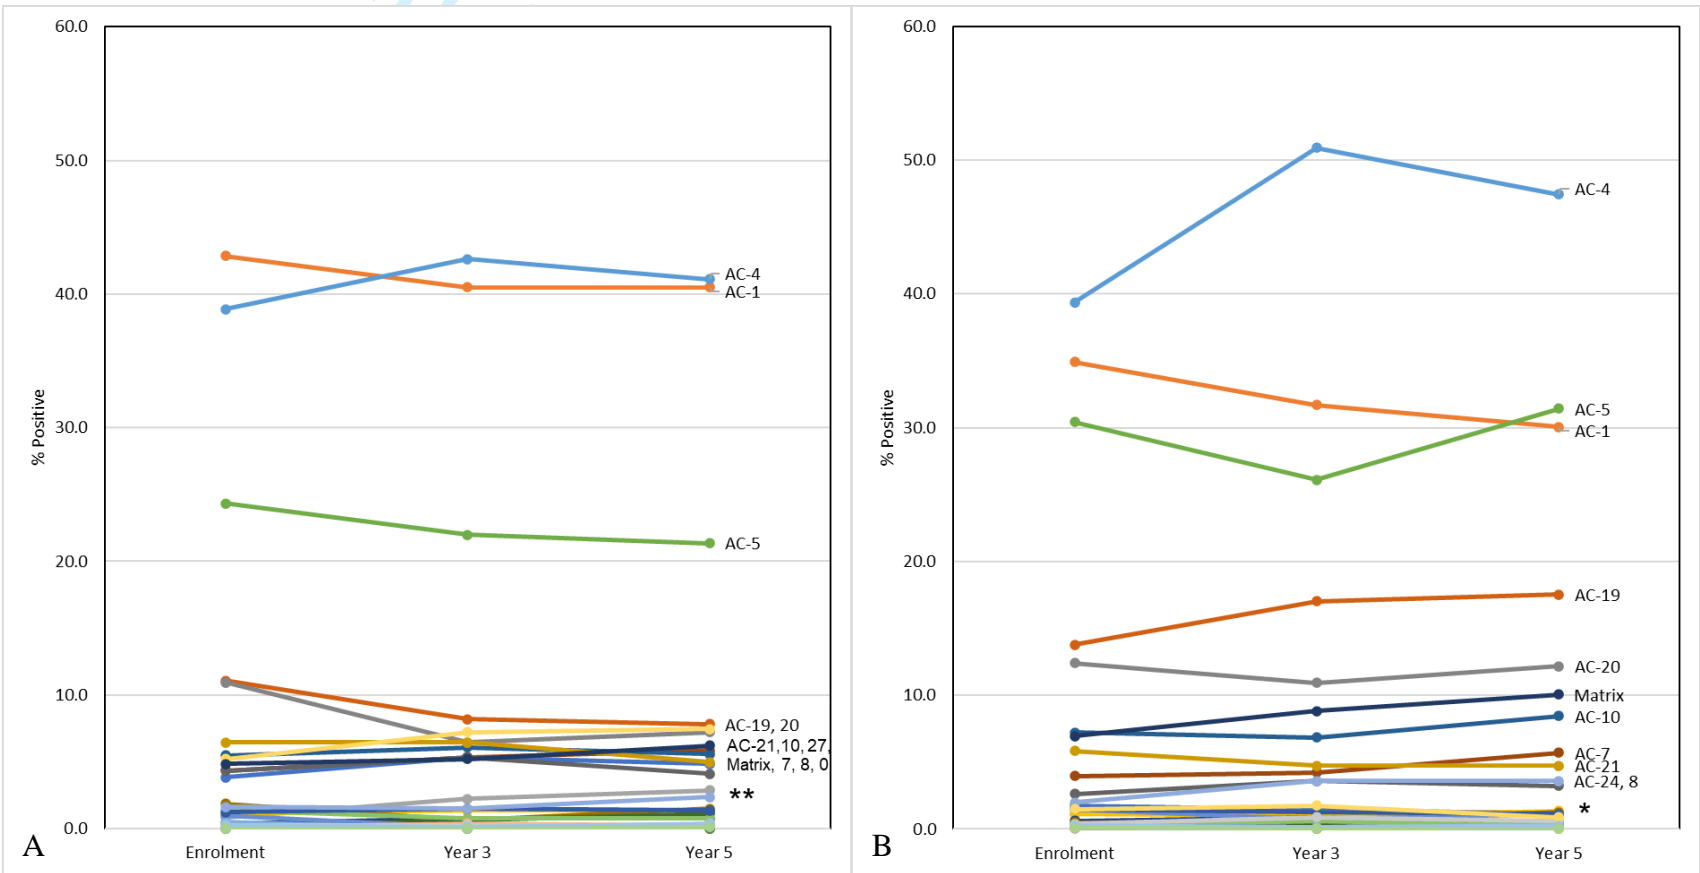 60.0
50.0
40.0
30.0
20.0
10.0
0.0
% Positive
AC-4
AC-1
AC-5
AC-19, 20
AC-21,10, 27,
Matrix, 7, 8, 0
**
Enrolment
Year 3
Year 5
A
60.0
50.0
40.0
30.0
20.0
10.0
0.0
% Positive
AC-4
AC-5
AC-1
AC-19
AC-20
Matrix
AC-10
AC-7
AC-21
AC-24, 8
*
Enrolment
Year 3
Year 5
B